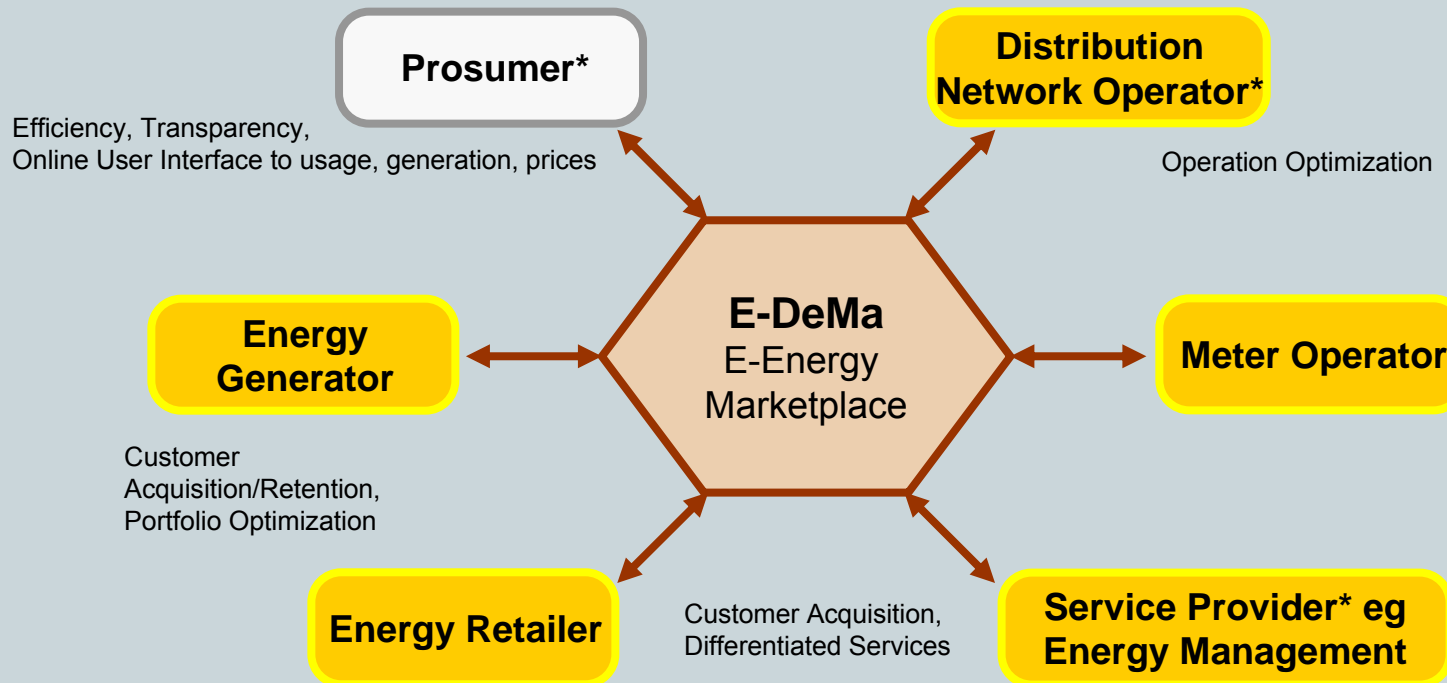 Prosumer*
Distribution
Network Operator*
Efficiency, Transparency,
Online User Interface to usage, generation, prices
Operation Optimization
E-DeMa
E-Energy
Marketplace
Energy
Generator
Meter Operator
Customer
Acquisition/Retention,
Portfolio Optimization
Energy Retailer
Customer Acquisition,
Differentiated Services
Service Provider* eg
Energy Management